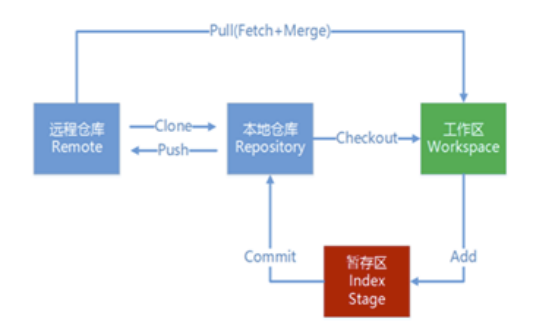 Pull(Fetch+Merge)
远程仓库
Remote
Clone
Push
本地仓库
Repository
Checkout
工作区
Workspace
Commit
暂存区
Index
Stage
Add